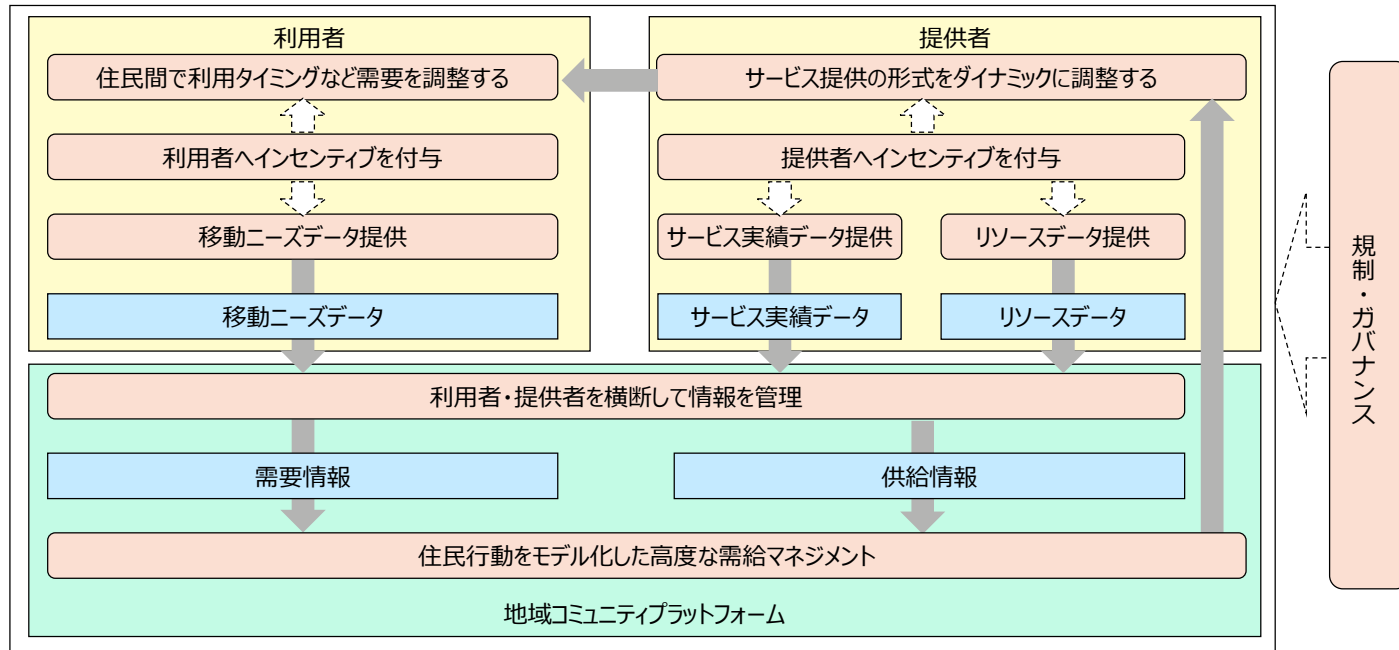 利用者
住民間で利用タイミングなど需要を調整する
利用者へインセンティブを付与
移動ニーズデータ提供
移動ニーズデータ
提供者
サービス提供の形式をダイナミックに調整する
提供者へインセンティブを付与
サービス実績データ提供
リソースデータ提供
サービス実績データ
リソースデータ
利用者・提供者を横断して情報を管理
需要情報
供給情報
住民行動をモデル化した高度な需給マネジメント
地域コミュニティプラットフォーム
規制・ガバナンス